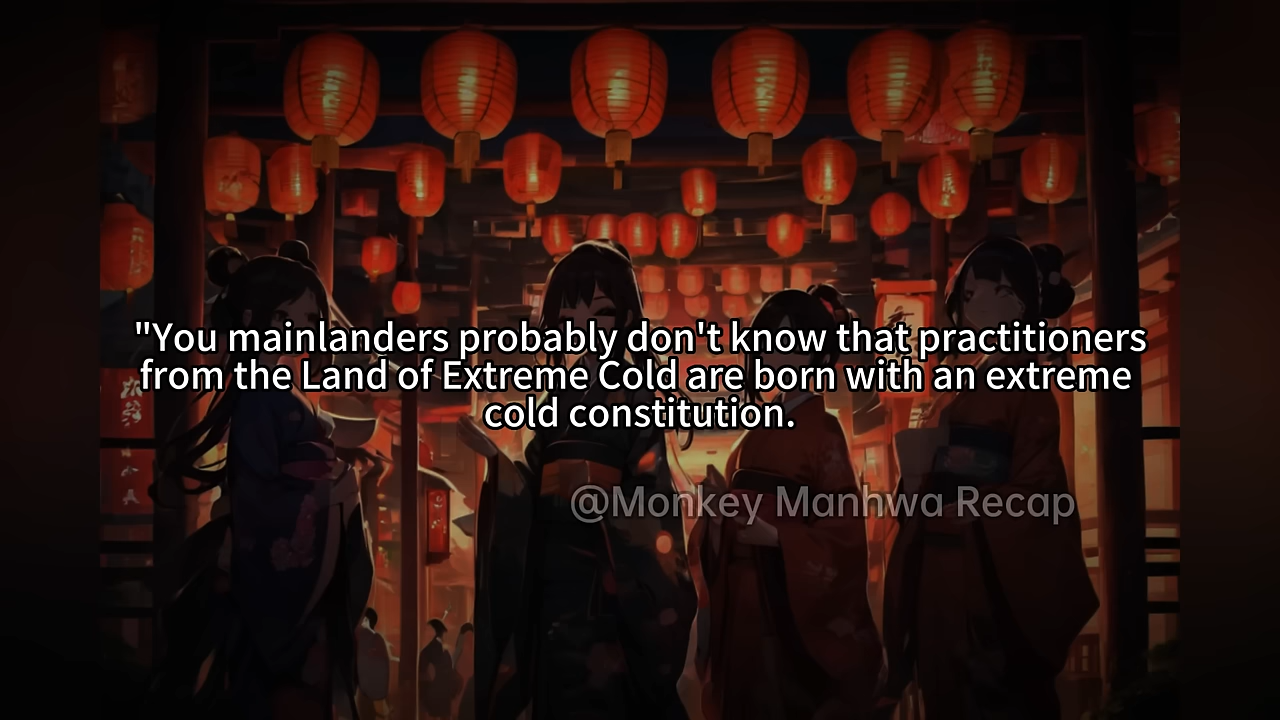 "You mainlanders probably don't know that practitioners
from the Land of Extreme Cold are born with an extreme
cold constitution.
@Monkey Manhwa Recap